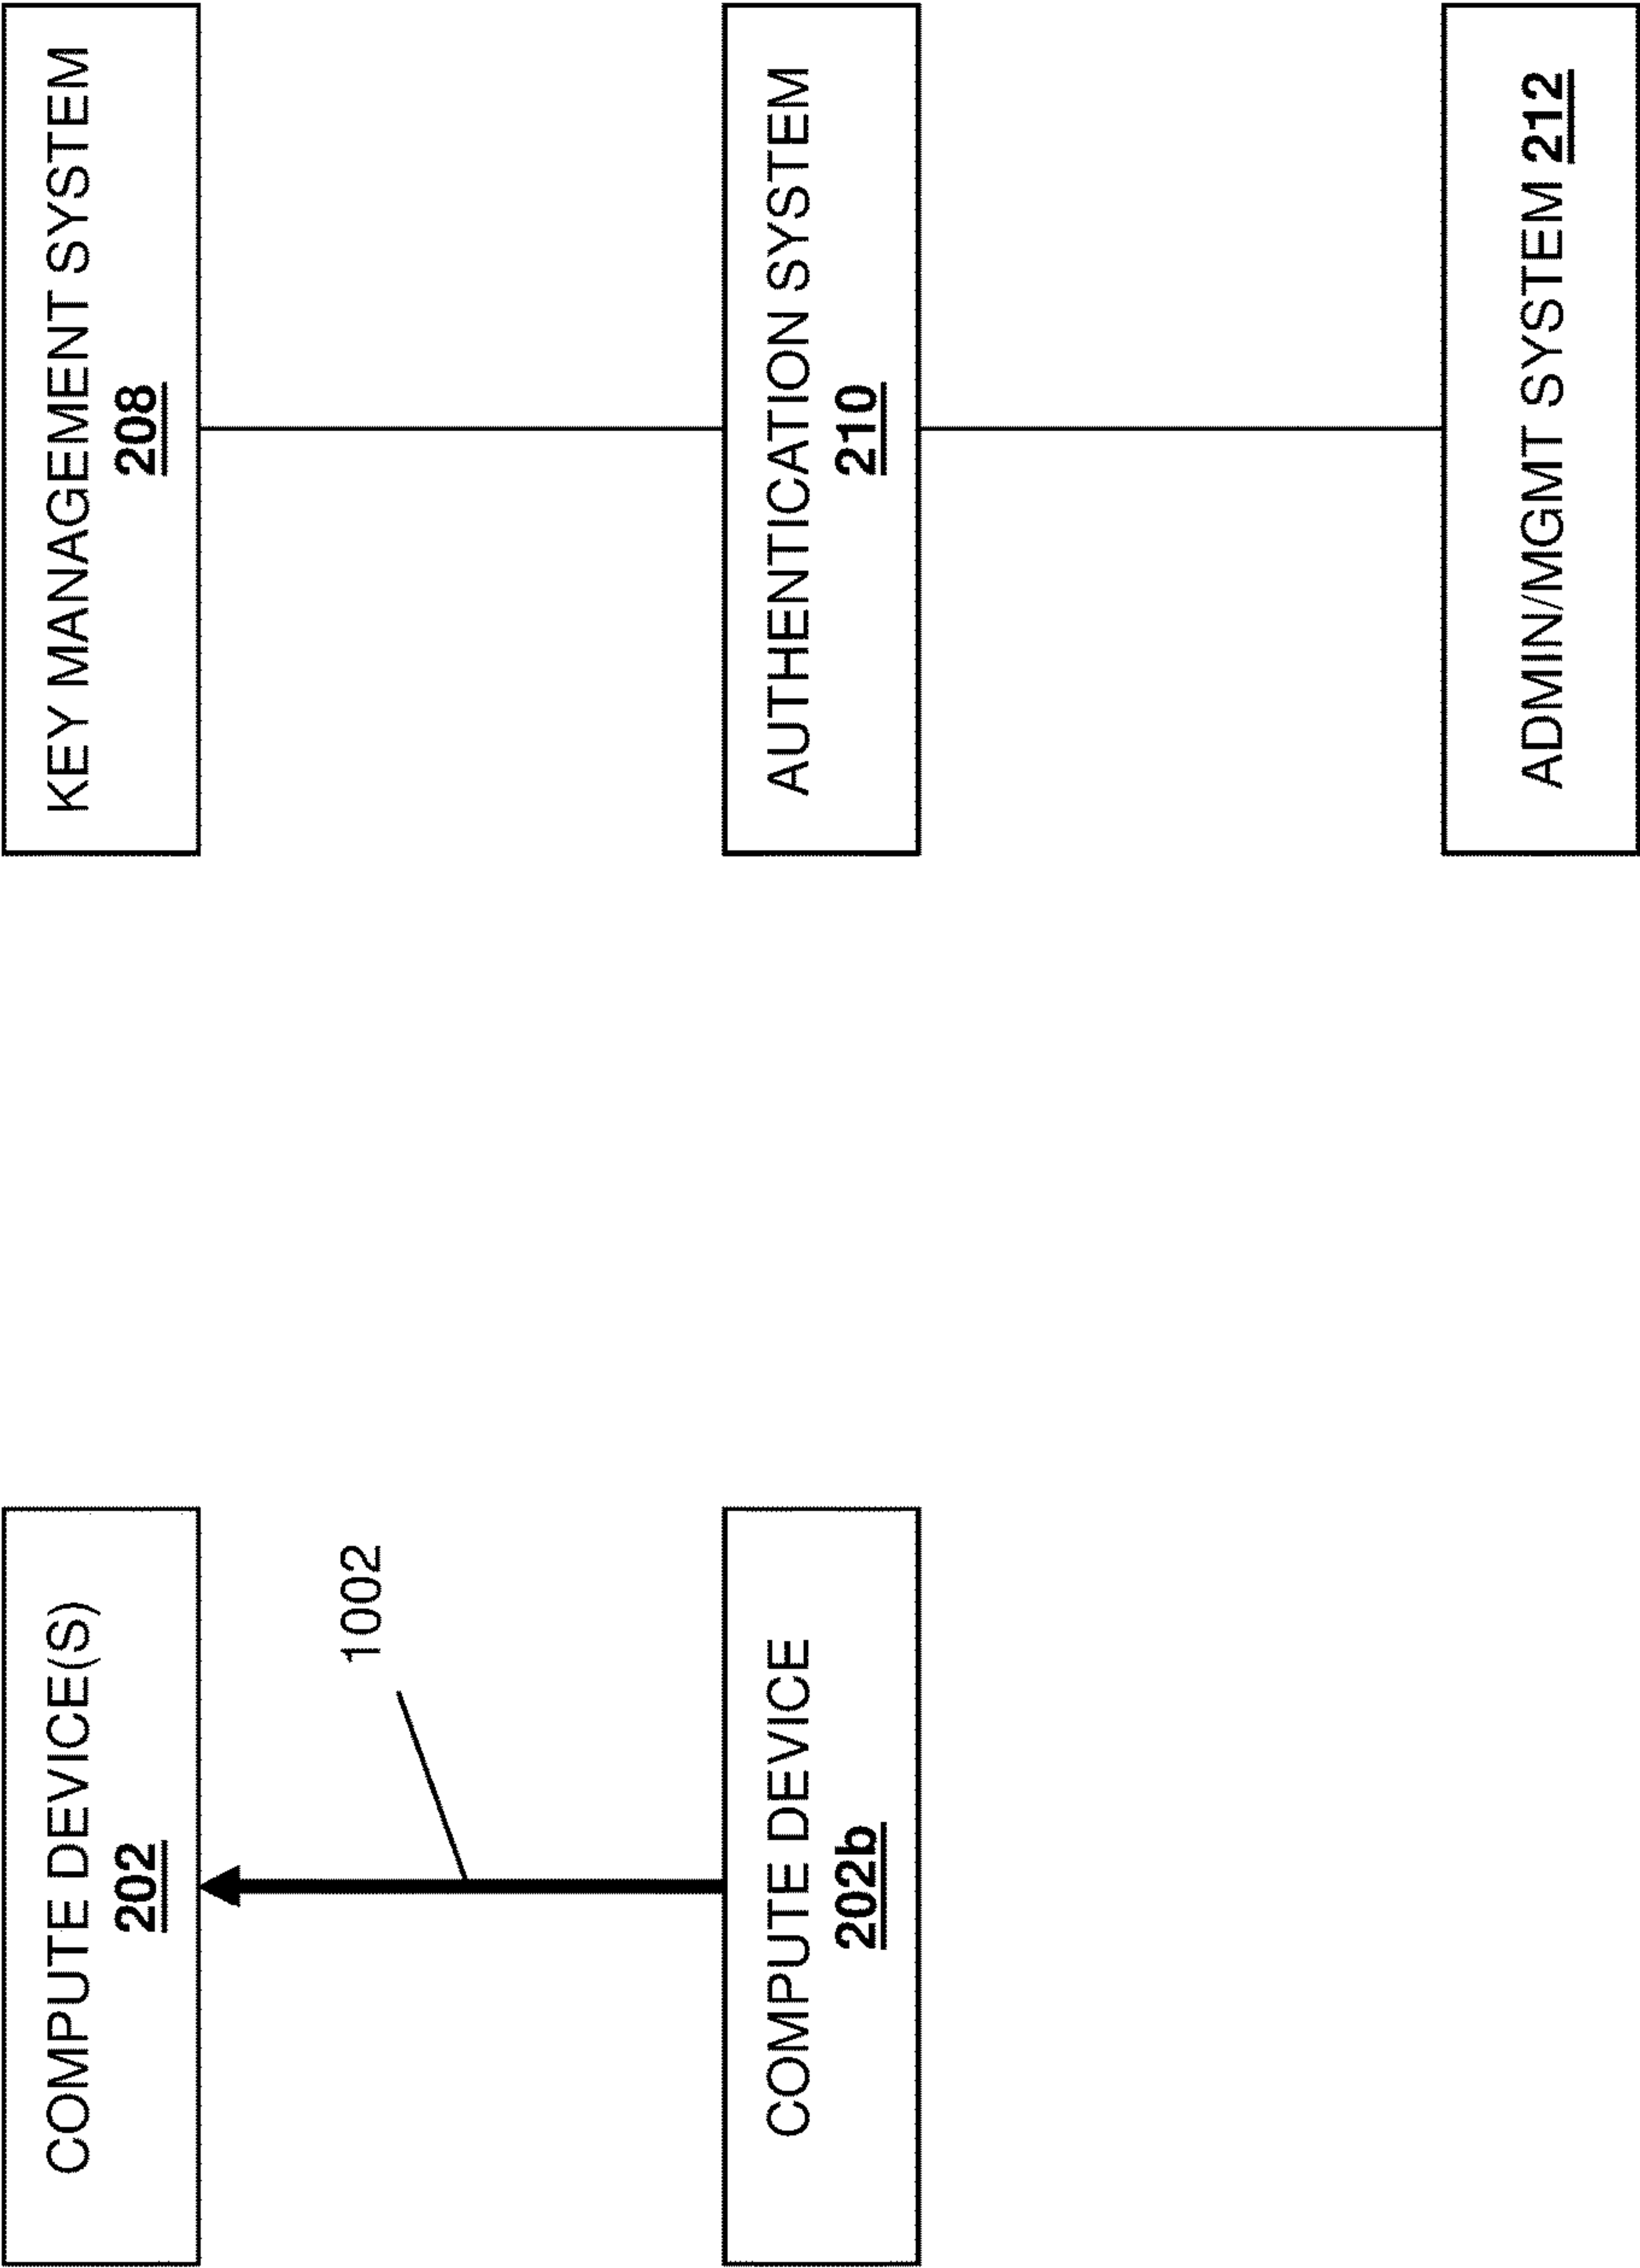 COMPUTE DEVICE(S)
202
KEY MANAGEMENT SYSTEM
208
1002
COMPUTE DEVICE
202b
AUTHENTICATION SYSTEM
210
ADMIN/MGMT SYSTEM 212